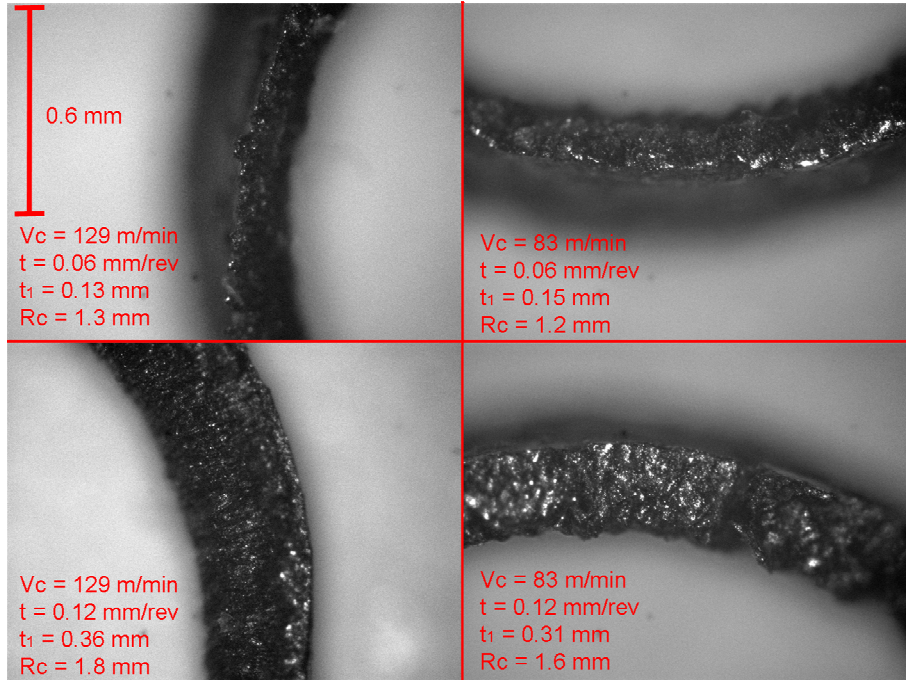 0.6 mm
Vc = 129 m/min
t = 0.06 mm/rev
t₁ = 0.13 mm
Rc = 1.3 mm
Vc = 83 m/min
t = 0.06 mm/rev
t₁ = 0.15 mm
Rc = 1.2 mm
Vc = 129 m/min
t = 0.12 mm/rev
t₁ = 0.36 mm
Rc = 1.8 mm
Vc = 83 m/min
t = 0.12 mm/rev
t₁ = 0.31 mm
Rc = 1.6 mm